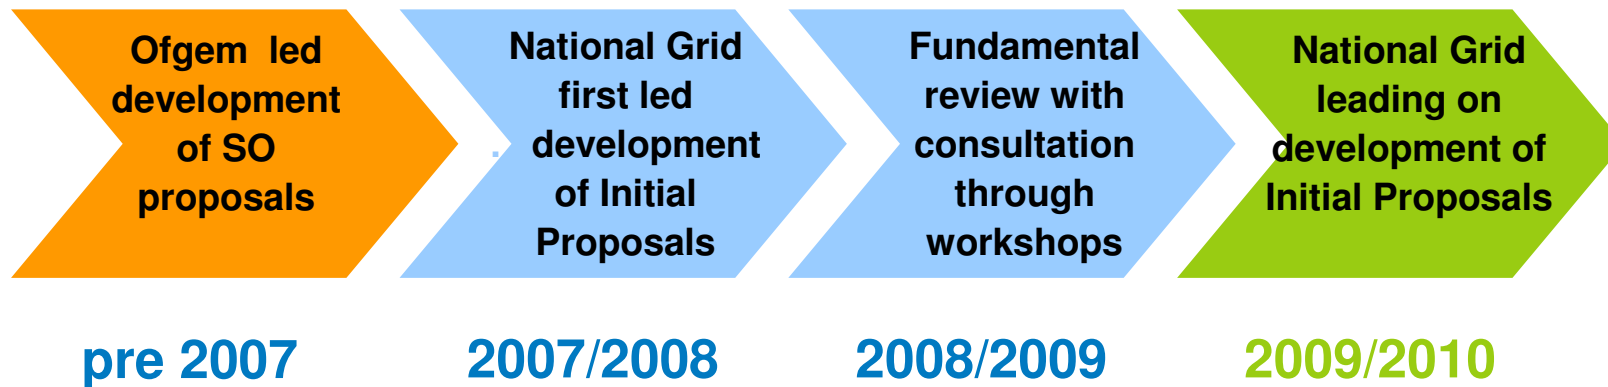 Ofgem led
development
of SO
proposals
National Grid
first led
. development
of Initial
Proposals
Fundamental
review with
consultation
through
workshops
National Grid
leading on
development of
Initial Proposals
pre 2007
2007/2008
2008/2009
2009/2010